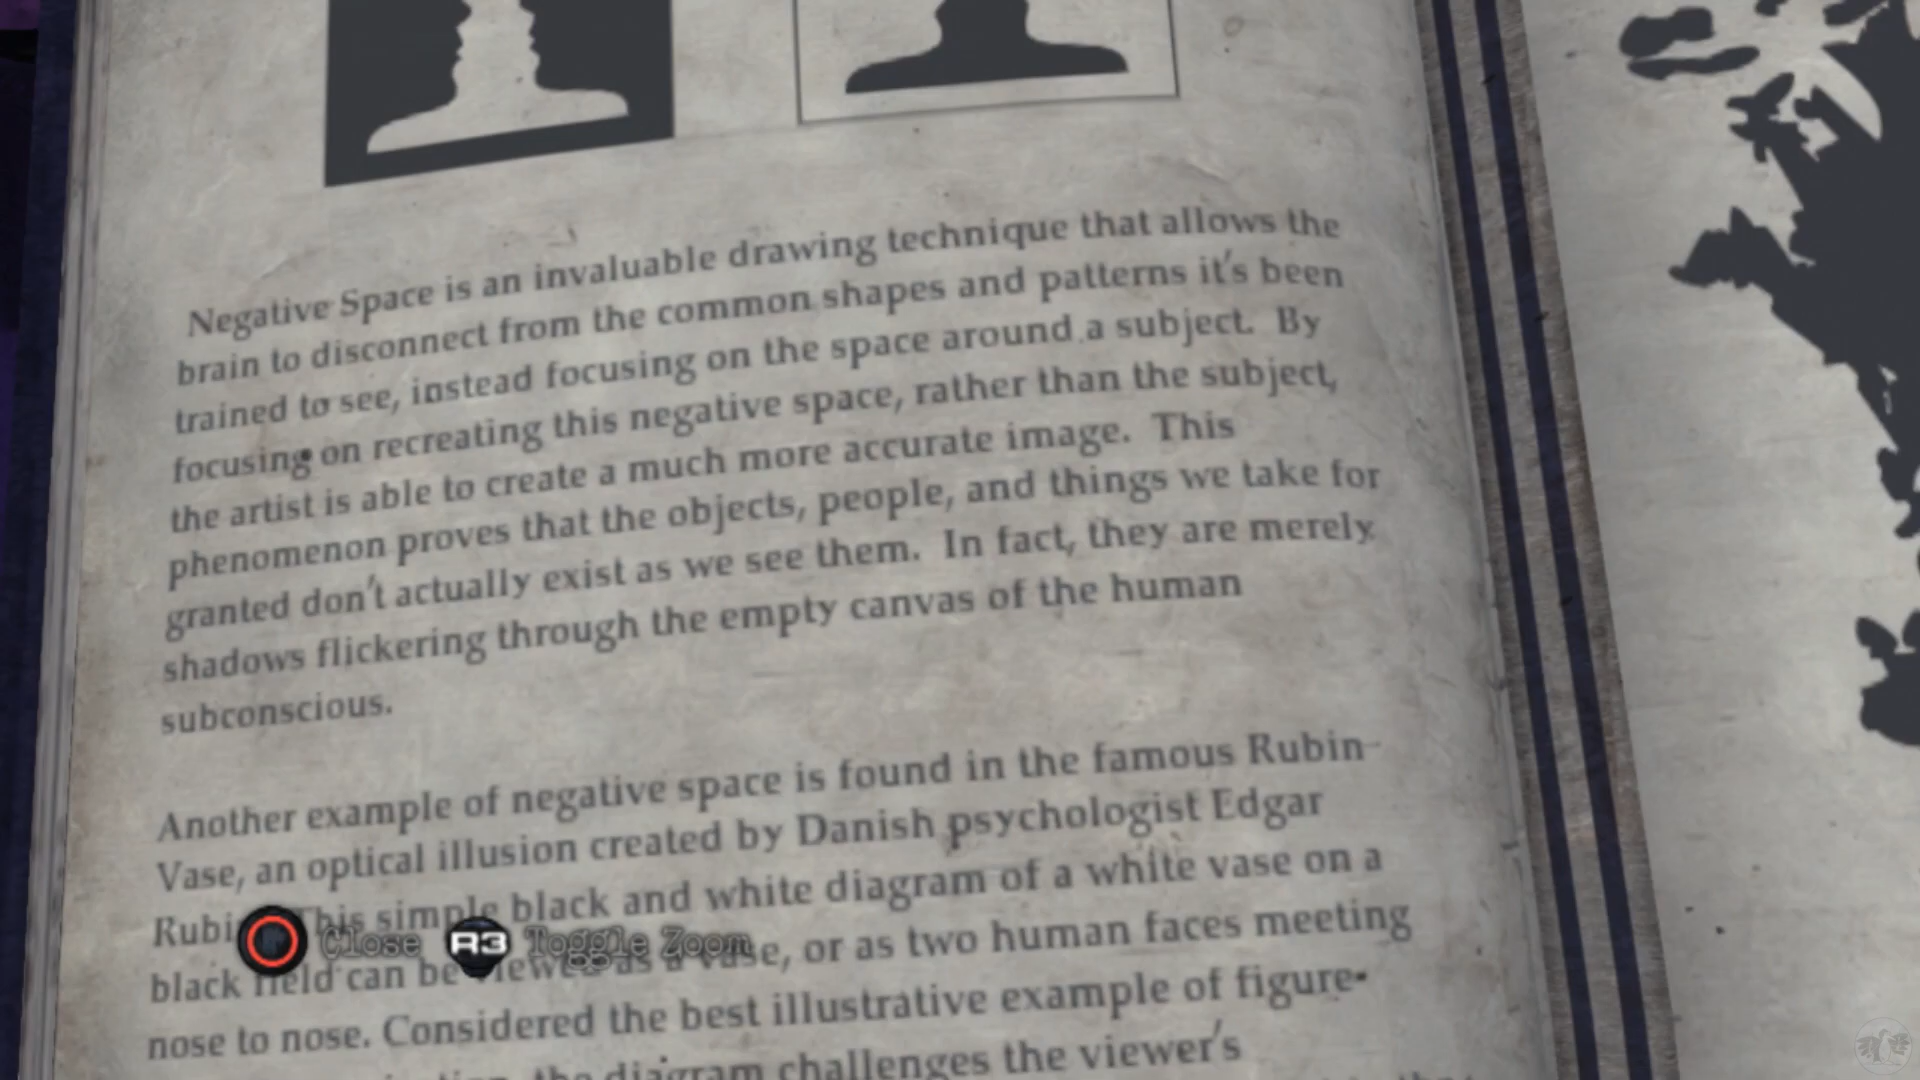 Negative Space is an invaluable drawing technique that allows the
brain to disconnect from the common shapes and patterns it's been
trained to see, instead focusing on the space around a subject. By
focusing on recreating this negative space, rather than the subject,
the artist is able to create a much more accurate image. This
phenomenon proves that the objects, people, and things we take for
granted don't actually exist as we see them. In fact, they are merely
shadows flickering through the empty canvas of the human
subconscious.
Another example of negative space is found in the famous Rubin
Vase, an optical illusion created by Danish psychologist Edgar
This simple black and white diagram of a white vase on a
black field can be viewed as a vase, or as two human faces meeting
nose to nose. Considered the best illustrative example of figure-
the diagram challenges the viewer's
Close R3 Toggle Zoom